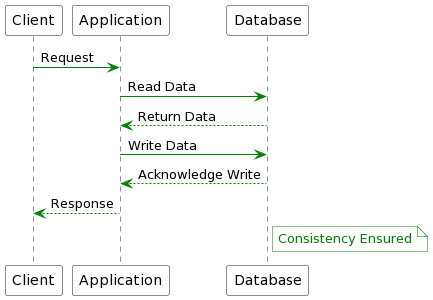 Client Application Database
Request
Read Data
Return Data
Write Data
Acknowledge Write
Response
Consistency Ensured
Client Application Database